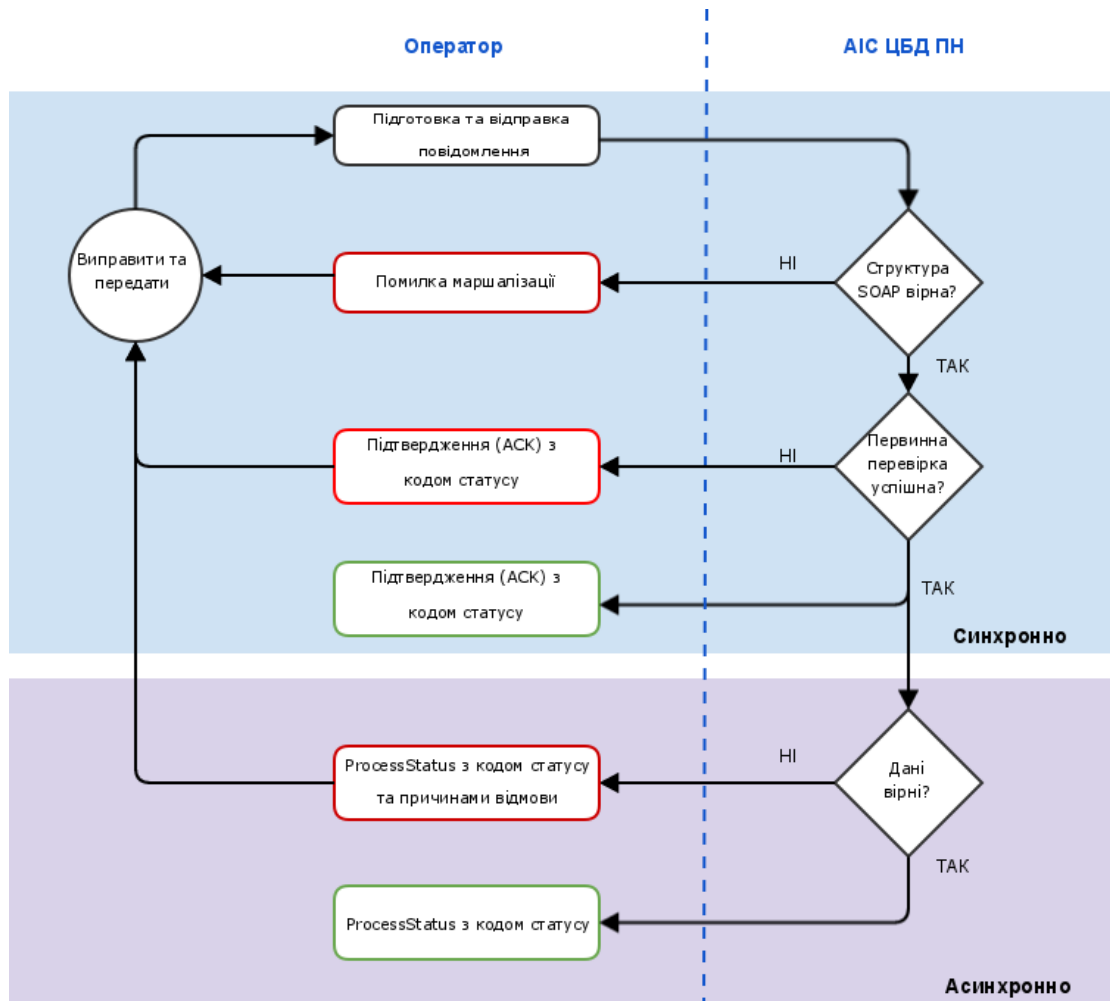 Оператор
АІС ЦБД ПН
Підготовка та відправка
повідомлення
Виправити та
передати
Помилка маршалізації
НІ
Структура
SOAP вірна?
ТАК
Підтвердження (ACK) з
кодом статусу
НІ
Первинна
перевірка
успішна?
Підтвердження (ACK) з
кодом статусу
ТАК
Синхронно
ProcessStatus з кодом статусу
та причинами відмови
НІ
Дані
вірні?
ТАК
ProcessStatus з кодом статусу
Асинхронно